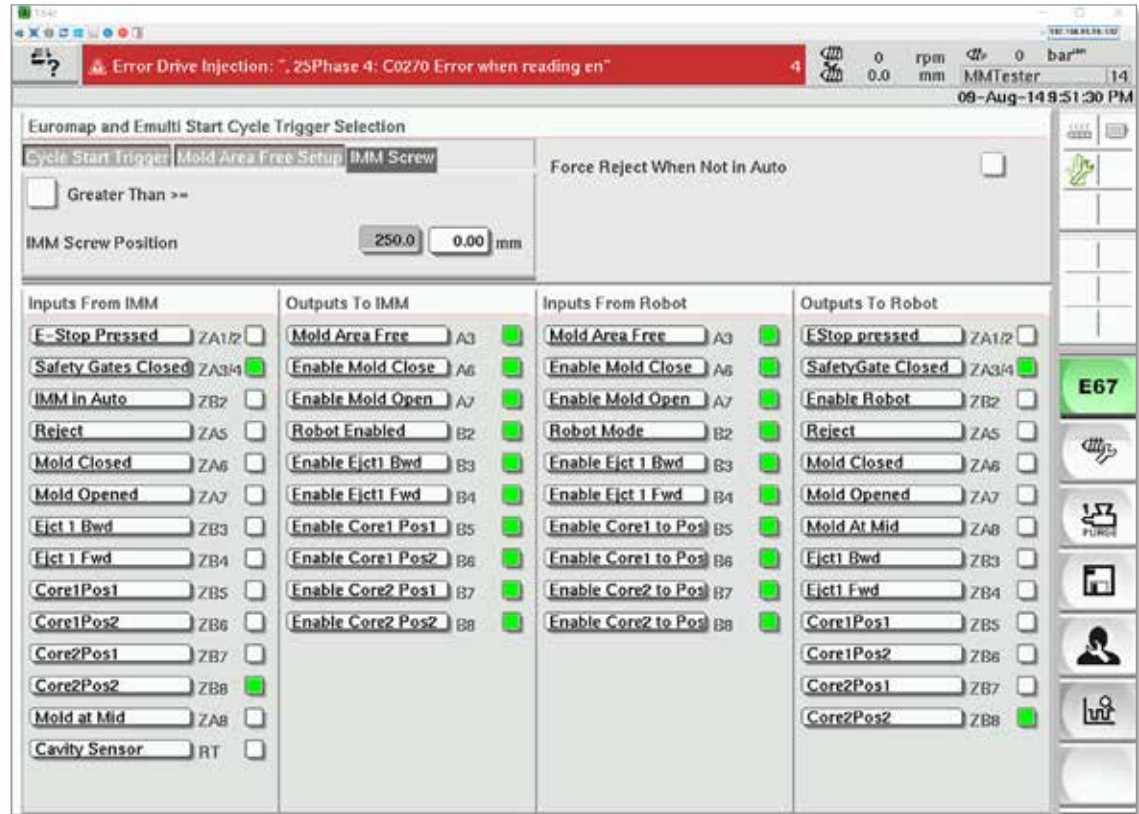 Error Drive Injection: ", 25Phase 4: C0270 Error when reading en"
4
0 rpm 0 bar
0.0 mm MMTester 14
09-Aug-14 9:51:30 PM
Euromap and Emulti Start Cycle Trigger Selection
Cycle Start Trigger Mold Area Free Setup IMM Screw
Force Reject When Not in Auto
Greater Than >=
IMM Screw Position 250.0 0.00 mm
Inputs From IMM
E-Stop Pressed ZA1/2
Safety Gates Closed ZA3/4
IMM in Auto ZB2
Reject ZA5
Mold Closed ZA6
Mold Opened ZA7
Ejct 1 Bwd ZB3
Ejct 1 Fwd ZB4
Core1Pos1 ZB5
Core1Pos2 ZB6
Core2Pos1 ZB7
Core2Pos2 ZB8
Mold at Mid ZA8
Cavity Sensor RT
Outputs To IMM
Mold Area Free A3
Enable Mold Close A6
Enable Mold Open A7
Robot Enabled B2
Enable Ejct1 Bwd B3
Enable Ejct1 Fwd B4
Enable Core1 Pos1 B5
Enable Core1 Pos2 B6
Enable Core2 Pos1 B7
Enable Core2 Pos2 B8
Inputs From Robot
Mold Area Free A3
Enable Mold Close A6
Enable Mold Open A7
Robot Mode B2
Enable Ejct 1 Bwd B3
Enable Ejct 1 Fwd B4
Enable Core1 to Pos B5
Enable Core1 to Pos B6
Enable Core2 to Pos B7
Enable Core2 to Pos B8
Outputs To Robot
EStop pressed ZA1/2
SafetyGate Closed ZA3/4
Enable Robot ZB2
Reject ZA5
Mold Closed ZA6
Mold Opened ZA7
Mold At Mid ZA8
Ejct1 Bwd ZB3
Ejct1 Fwd ZB4
Core1Pos1 ZB5
Core1Pos2 ZB6
Core2Pos1 ZB7
Core2Pos2 ZB8
E67
PURGE